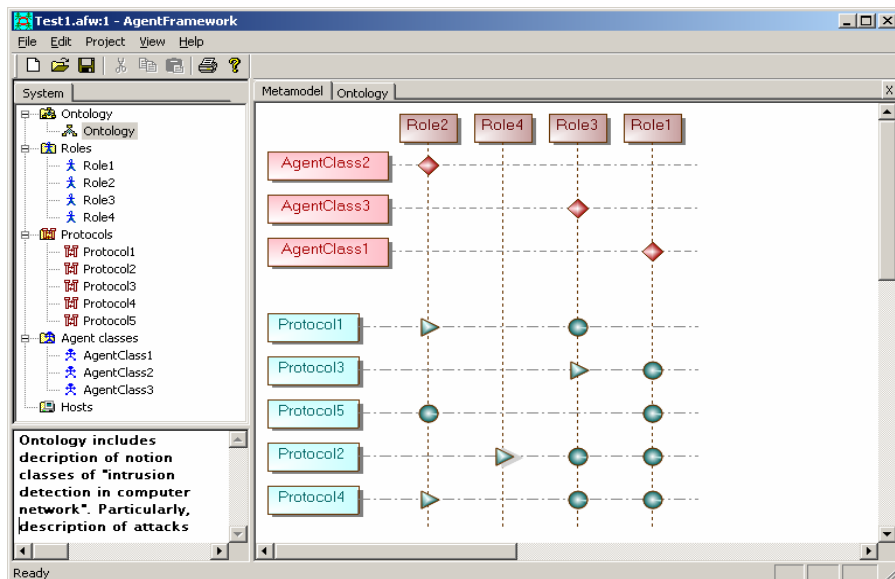 Test1.afw:1 - AgentFramework
File Edit Project View Help
System
Ontology
Ontology
Roles
Role1
Role2
Role3
Role4
Protocols
Protocol1
Protocol2
Protocol3
Protocol4
Protocol5
Agent classes
AgentClass1
AgentClass2
AgentClass3
Hosts
Ontology includes
decription of notion
classes of "intrusion
detection in computer
network". Particularly,
description of attacks
Metamodel Ontology X
Role2 Role4 Role3 Role1
AgentClass2
AgentClass3
AgentClass1
Protocol1
Protocol3
Protocol5
Protocol2
Protocol4
Ready